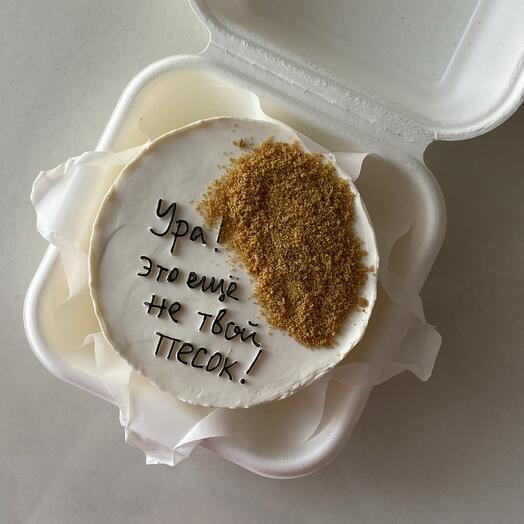 Ура!
это ещё
не твой
песок!